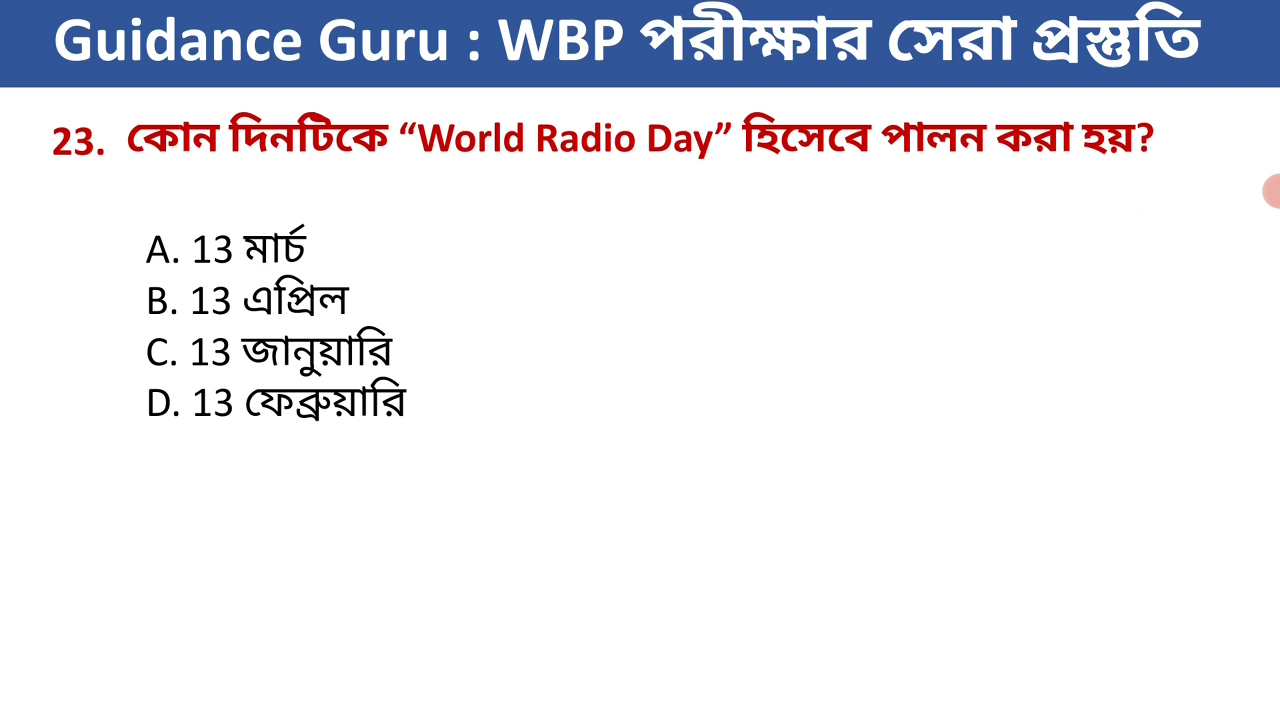 Guidance Guru : WBP পরীক্ষার সেরা প্রস্তুতি
23. কোন দিনটিকে “World Radio Day” হিসেবে পালন করা হয়?
A. 13 মার্চ
B. 13 এপ্রিল
C. 13 জানুয়ারি
D. 13 ফেব্রুয়ারি